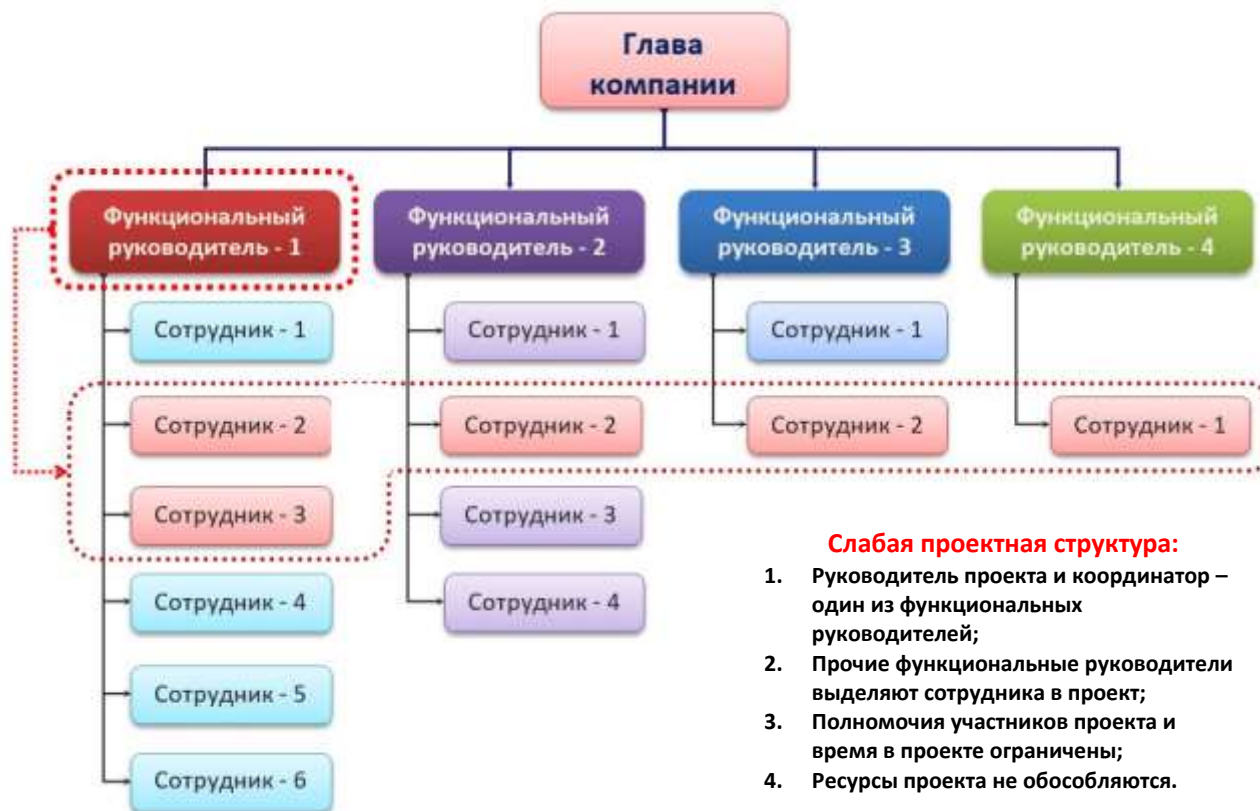 Глава
компании
Функциональный
руководитель - 1
Функциональный
руководитель - 2
Функциональный
руководитель - 3
Функциональный
руководитель - 4
Сотрудник - 1
Сотрудник - 1
Сотрудник - 1
Сотрудник - 2
Сотрудник - 2
Сотрудник - 2
Сотрудник - 1
Сотрудник - 3
Сотрудник - 3
Сотрудник - 4
Сотрудник - 4
Сотрудник - 5
Сотрудник - 6
Слабая проектная структура:
1. Руководитель проекта и координатор –
один из функциональных
руководителей;
2. Прочие функциональные руководители
выделяют сотрудника в проект;
3. Полномочия участников проекта и
время в проекте ограничены;
4. Ресурсы проекта не обособляются.